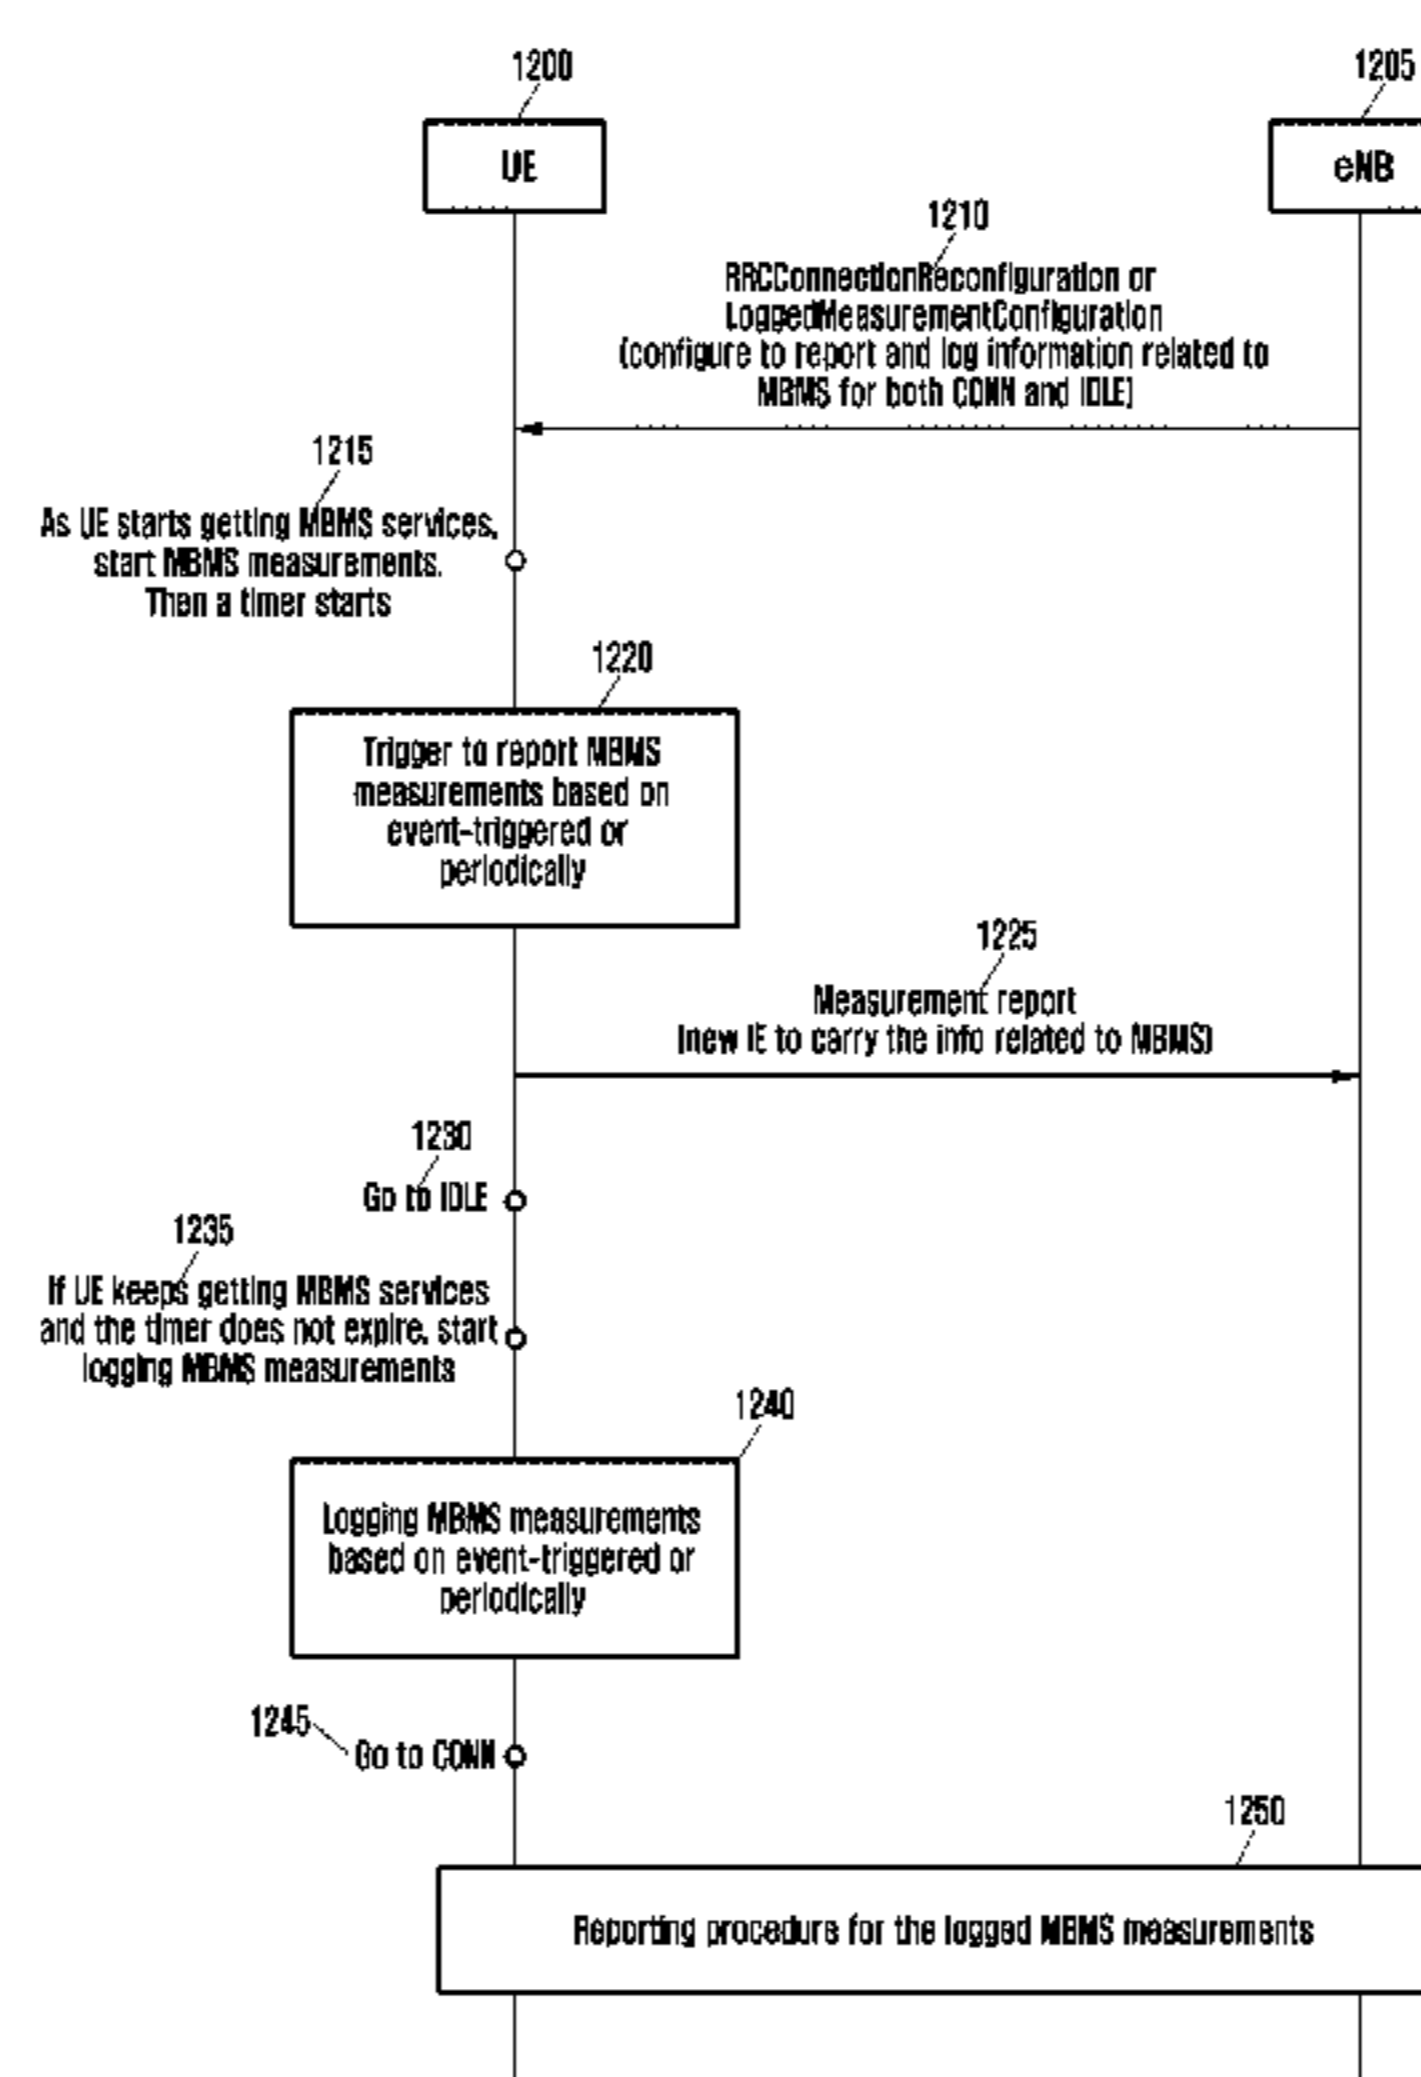 1200
1205
UE
eNB
1210
RRCConnectionReconfiguration or
LoggedMeasurementConfiguration
(configure to report and log information related to
MBMS for both CONN and IDLE)
1215
As UE starts getting MBMS services,
start MBMS measurements.
Then a timer starts
1220
Trigger to report MBMS
measurements based on
event-triggered or
periodically
1225
Measurement report
(new IE to carry the info related to MBMS)
1230
Go to IDLE
1235
If UE keeps getting MBMS services
and the timer does not expire, start
logging MBMS measurements
1240
Logging MBMS measurements
based on event-triggered or
periodically
1245
Go to CONN
1250
Reporting procedure for the logged MBMS measurements